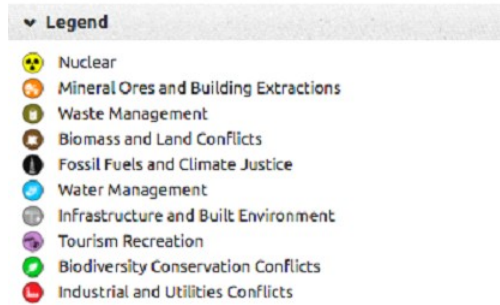 Legend
Nuclear
Mineral Ores and Building Extractions
Waste Management
Biomass and Land Conflicts
Fossil Fuels and Climate Justice
Water Management
Infrastructure and Built Environment
Tourism Recreation
Biodiversity Conservation Conflicts
Industrial and Utilities Conflicts